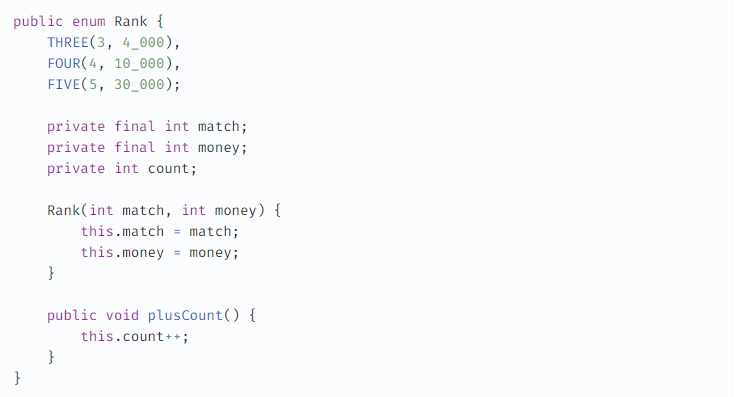 public enum Rank {
    THREE(3, 4_000),
    FOUR(4, 10_000),
    FIVE(5, 30_000);

    private final int match;
    private final int money;
    private int count;

    Rank(int match, int money) {
        this.match = match;
        this.money = money;
    }

    public void plusCount() {
        this.count++;
    }
}